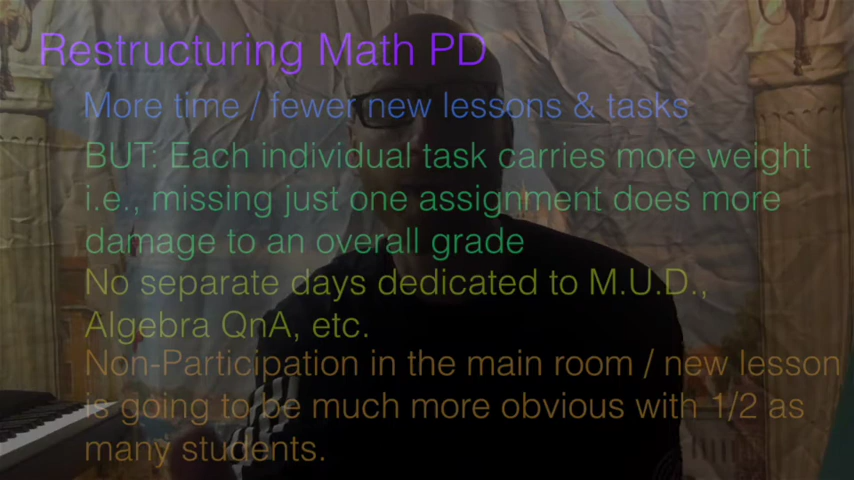 Restructuring Math PD
More time / fewer new lessons & tasks
BUT: Each individual task carries more weight
i.e., missing just one assignment does more
damage to an overall grade
No separate days dedicated to M.U.D.,
Algebra QnA, etc.
Non-Participation in the main room / new lesson
is going to be much more obvious with 1/2 as
many students.